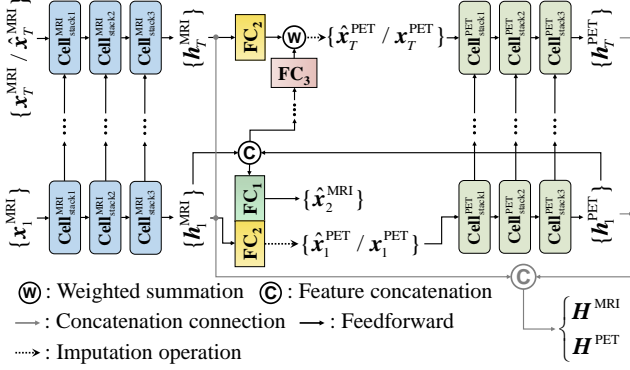 {x_T^MRI / x̂_T^MRI}
Cell_stack1^MRI
Cell_stack2^MRI
Cell_stack3^MRI
{h_T^MRI}
FC_2
W
{x̂_T^PET / x_T^PET}
Cell_stack1^PET
Cell_stack2^PET
Cell_stack3^PET
{h_T^PET}
FC_3
...
...
...
...
...
...
...
C
{x_1^MRI}
Cell_stack1^MRI
Cell_stack2^MRI
Cell_stack3^MRI
{h_1^MRI}
FC_1
{x̂_2^MRI}
FC_2
{x̂_1^PET / x_1^PET}
Cell_stack1^PET
Cell_stack2^PET
Cell_stack3^PET
{h_1^PET}
C
W : Weighted summation C : Feature concatenation
: Concatenation connection : Feedforward
: Imputation operation
{ H^MRI
H^PET